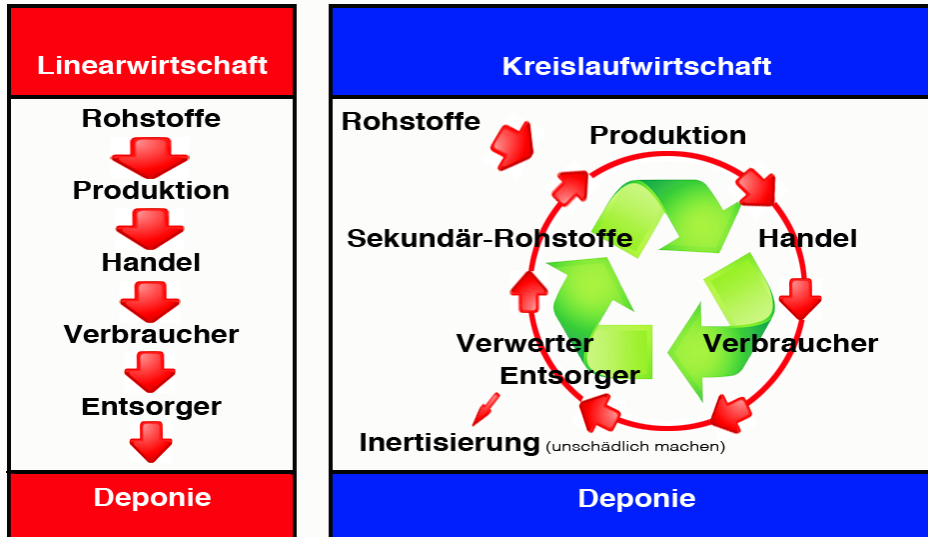 Linearwirtschaft
Rohstoffe
Produktion
Handel
Verbraucher
Entsorger
Deponie
Kreislaufwirtschaft
Rohstoffe
Produktion
Sekundär-Rohstoffe
Handel
Verwerter
Entsorger
Verbraucher
Inertisierung (unschädlich machen)
Deponie